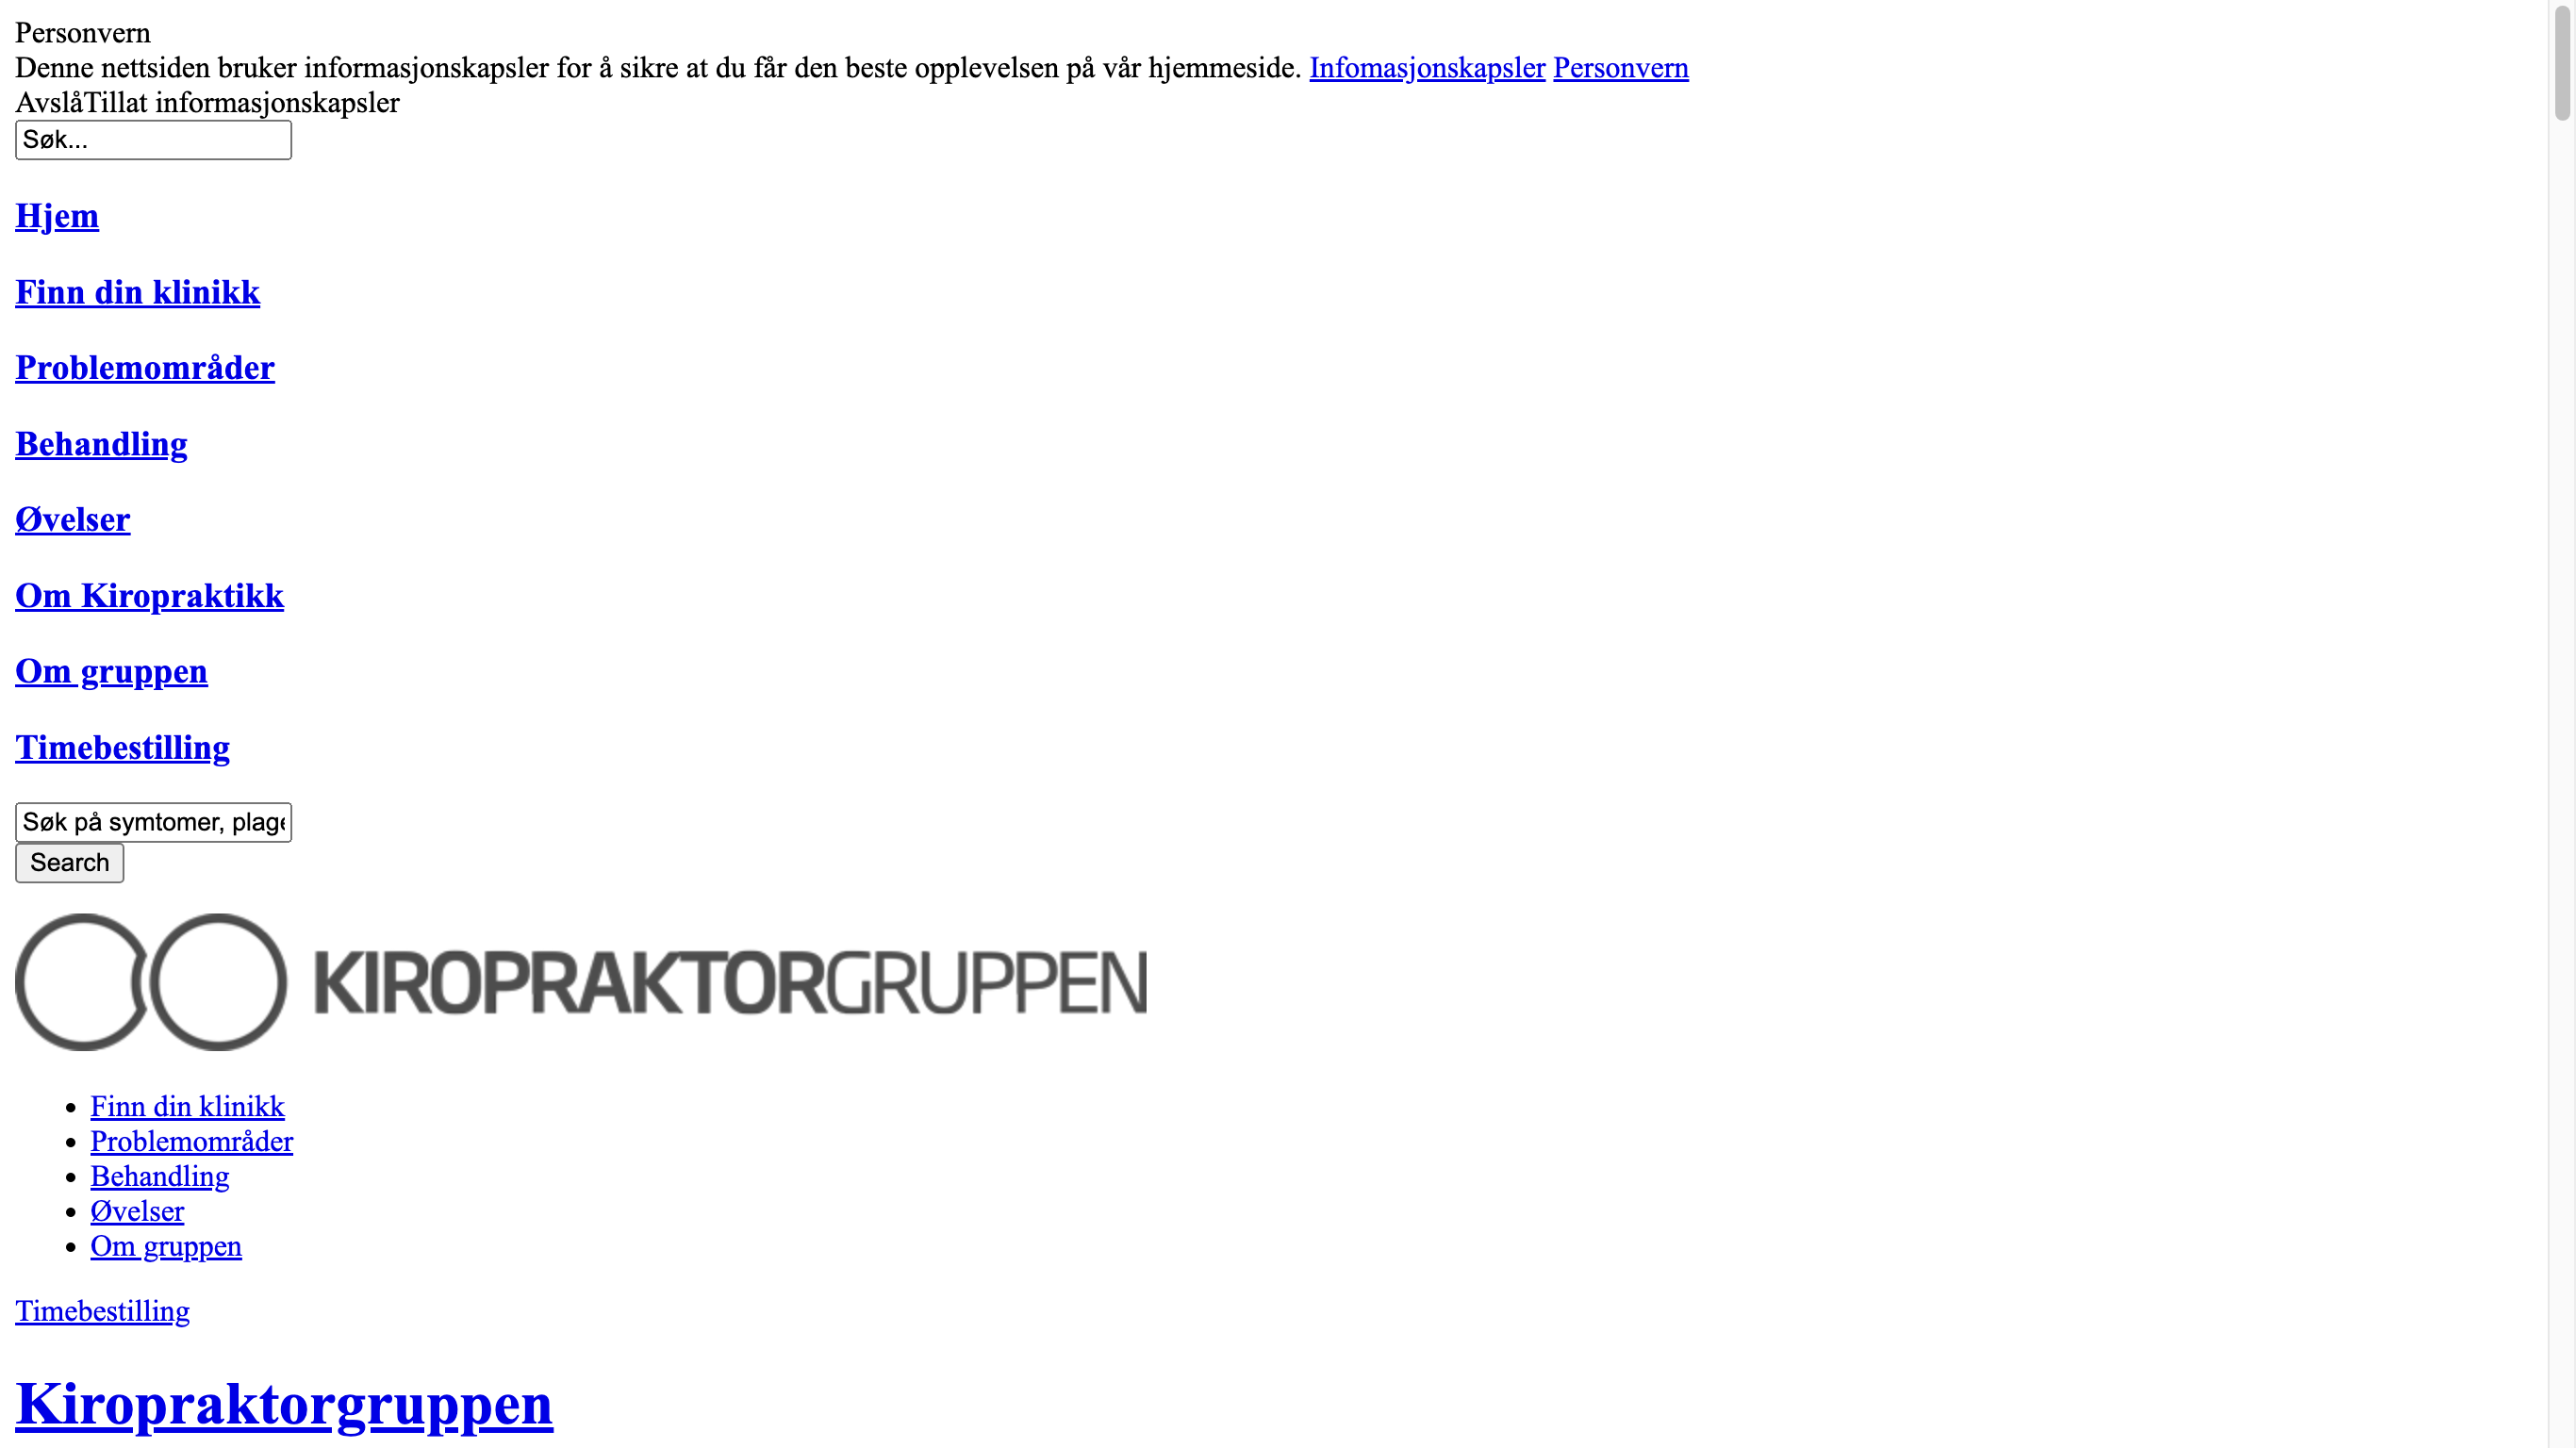 Personvern
Denne nettsiden bruker informasjonskapsler for å sikre at du får den beste opplevelsen på vår hjemmeside. Infomasjonskapsler Personvern
AvslåTillat informasjonskapsler
Søk...
Hjem
Finn din klinikk
Problemområder
Behandling
Øvelser
Om Kiropraktikk
Om gruppen
Timebestilling
Søk på symtomer, plage
Search
KIROPRAKTORGRUPPEN
Finn din klinikk
Problemområder
Behandling
Øvelser
Om gruppen
Timebestilling
Kiropraktorgruppen